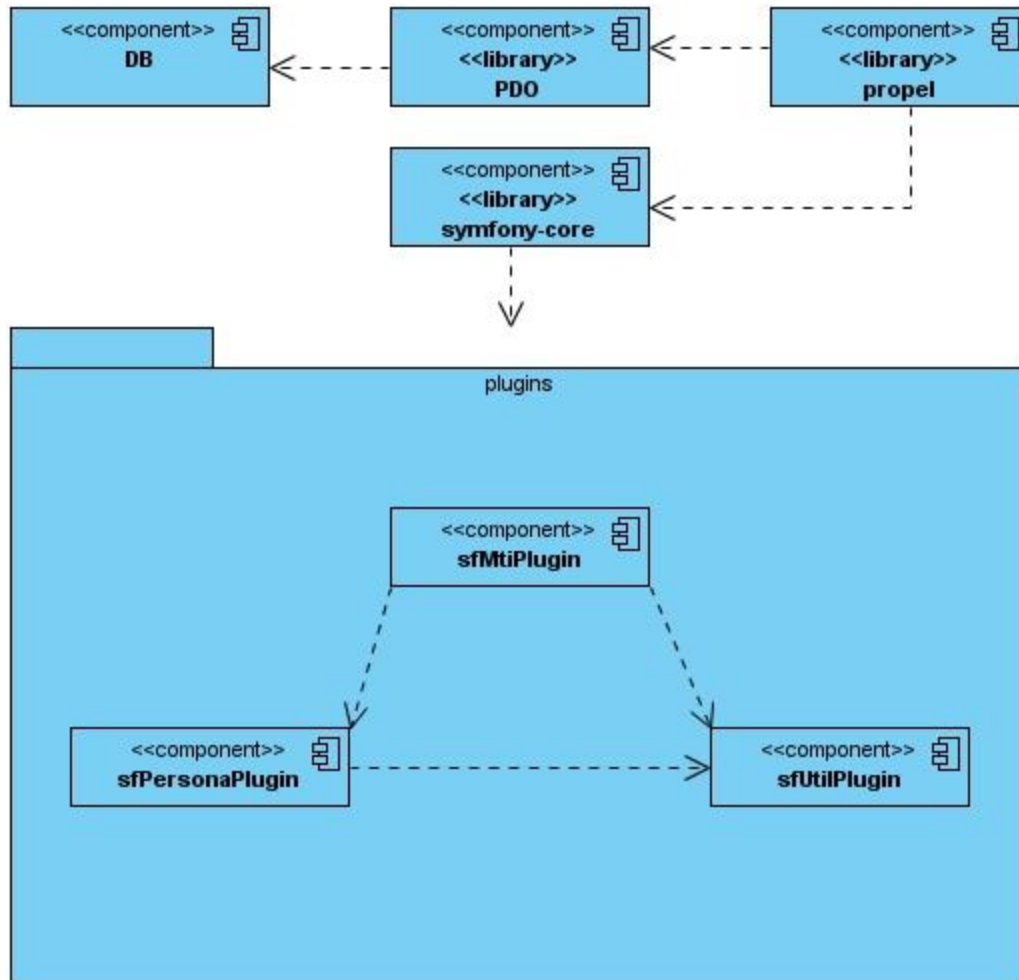 <<component>>
DB
<<component>>
<<library>>
PDO
<<component>>
<<library>>
propel
<<component>>
<<library>>
symfony-core
plugins
<<component>>
sfMtiPlugin
<<component>>
sfPersonaPlugin
<<component>>
sfUtilPlugin